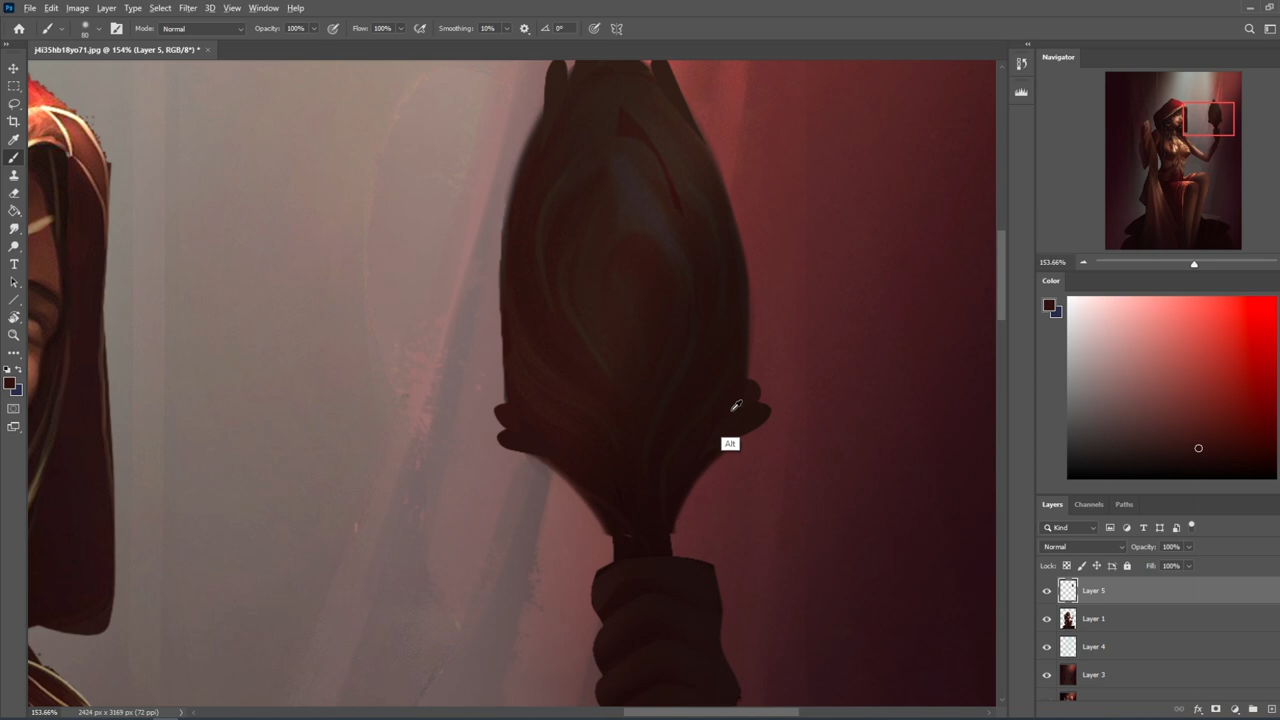 Ps File Edit Image Layer Type Select Filter 3D View Window Help
80 Mode: Normal Opacity: 100% Flow: 100% Smoothing: 10% 0°
j4i35hb18yo71.jpg @ 154% (Layer 5, RGB/8*) * ×
Navigator
153.66%
Color
Alt
Layers Channels Paths
Kind
Normal Opacity: 100%
Lock: Fill: 100%
Layer 5
Layer 1
Layer 4
Layer 3
153.66% 2424 px x 3169 px (72 ppi)